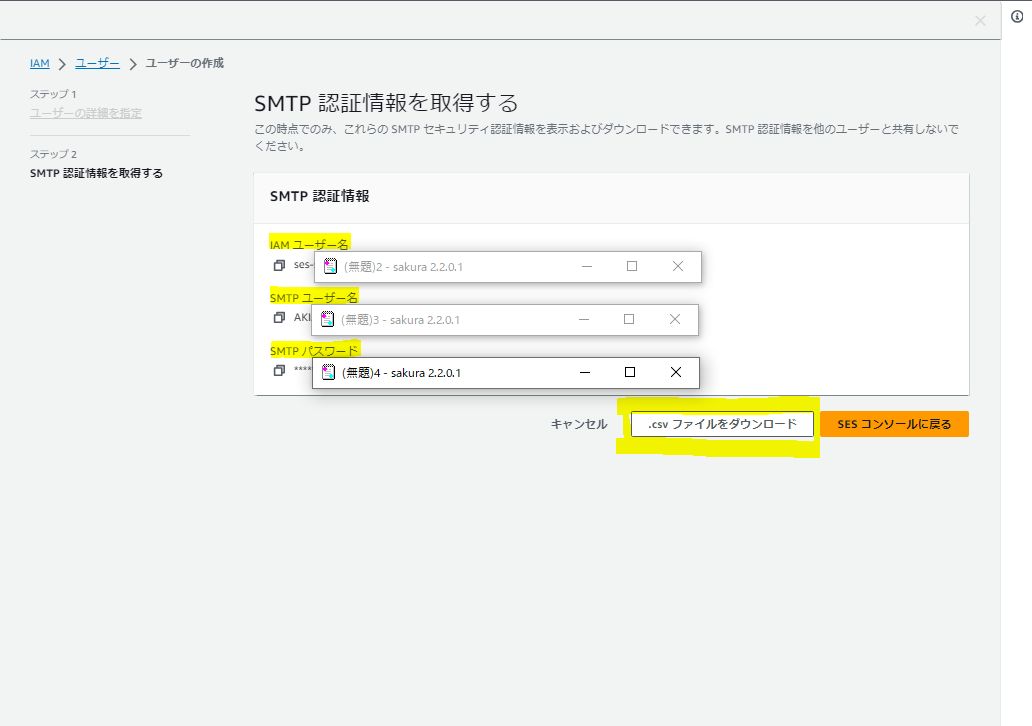 IAM > ユーザー > ユーザーの作成
ステップ 1
ユーザーの詳細を指定
ステップ 2
SMTP 認証情報を取得する
SMTP 認証情報を取得する
この時点でのみ、これらの SMTP セキュリティ認証情報を表示およびダウンロードできます。SMTP 認証情報を他のユーザーと共有しないで
ください。
SMTP 認証情報
IAM ユーザー名
ses-
(無題)2 - sakura 2.2.0.1
SMTP ユーザー名
AKI
(無題)3 - sakura 2.2.0.1
SMTP パスワード
****
(無題)4 - sakura 2.2.0.1
キャンセル
.csv ファイルをダウンロード
SES コンソールに戻る